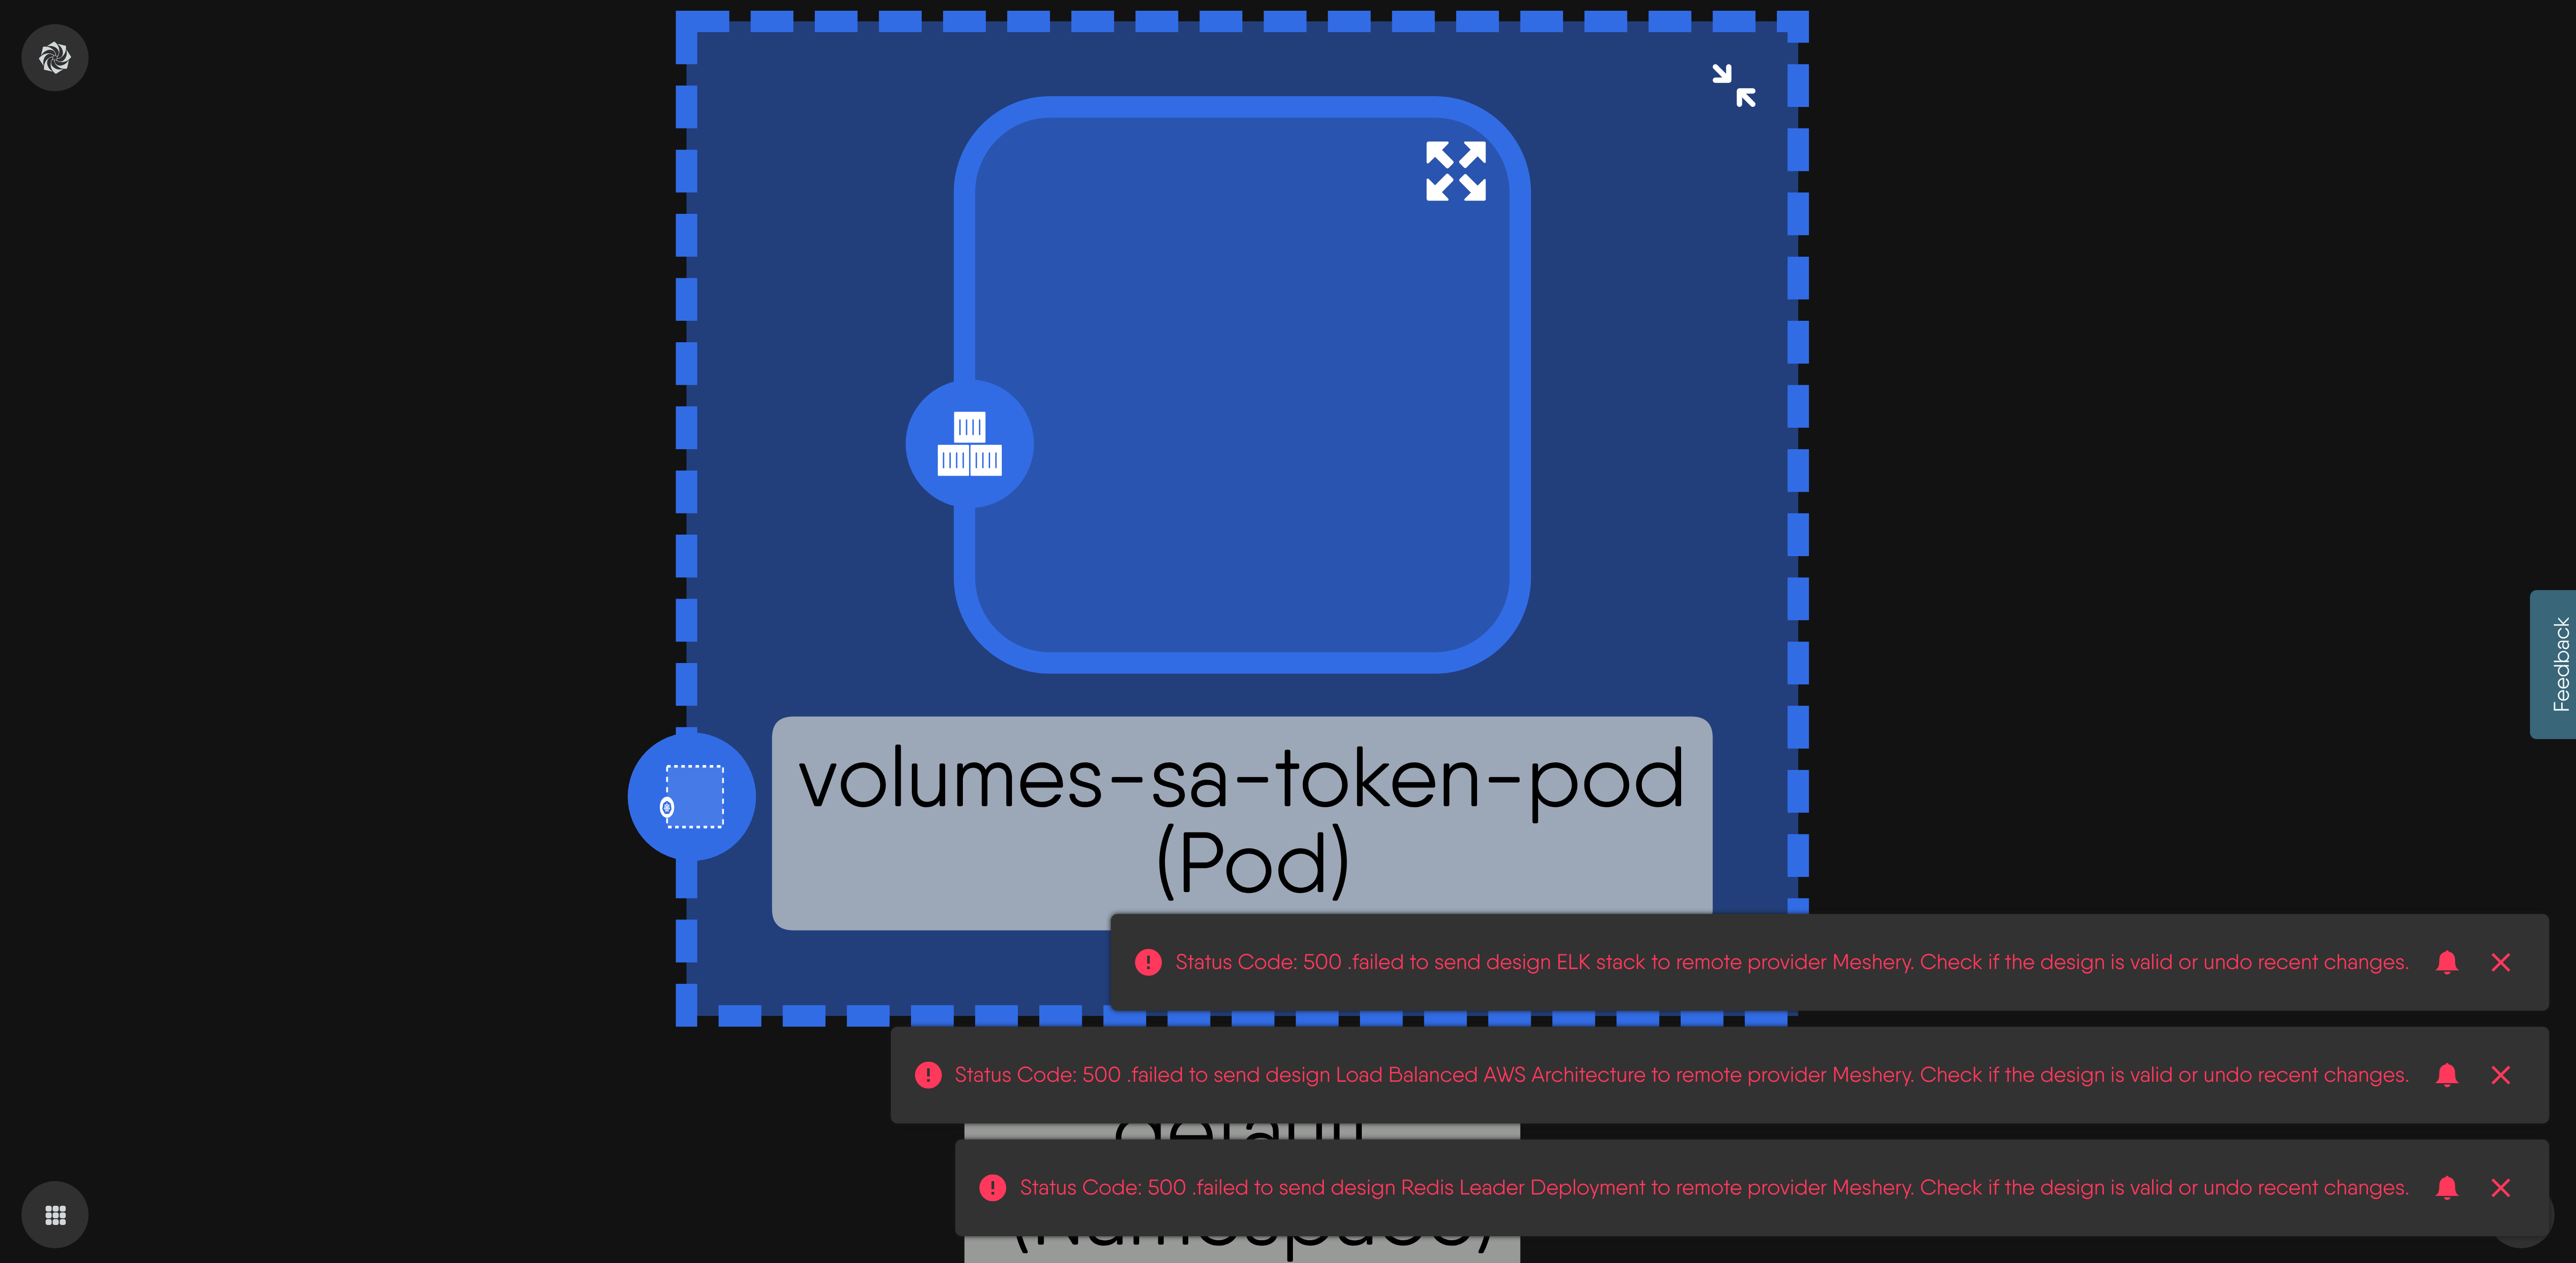 volumes-sa-token-pod
(Pod)
Feedback
Status Code: 500 .failed to send design ELK stack to remote provider Meshery. Check if the design is valid or undo recent changes.
Status Code: 500 .failed to send design Load Balanced AWS Architecture to remote provider Meshery. Check if the design is valid or undo recent changes.
default
Status Code: 500 .failed to send design Redis Leader Deployment to remote provider Meshery. Check if the design is valid or undo recent changes.
(Namespace)